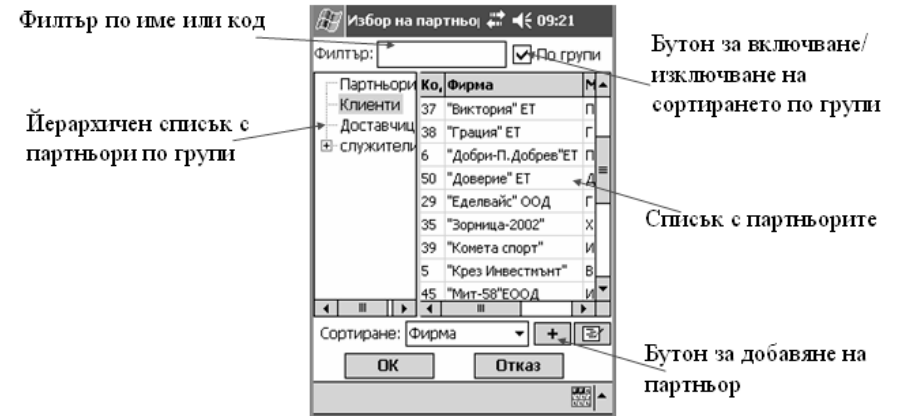 Филтър по име или код
Избор на партньо 09:21
Филтър:
По групи
Бутон за включване/
изключване на
сортирането по групи
Йерархичен списък с
партньори по групи
Партньори
Клиенти
Доставчиц
служители
Ко, Фирма М
37 "Виктория" ЕТ П
38 "Грация" ЕТ Г
6 "Добри-П.Добрев"ЕТ П
50 "Доверие" ЕТ Д
29 "Еделвайс" ООД Г
35 "Зорница-2002" Х
39 "Комета спорт" И
5 "Крез Инвестмънт" В
45 "Мит-58"ЕООД И
Списък с партньорите
Сортиране: Фирма +
ОК Отказ
Бутон за добавяне на
партньор